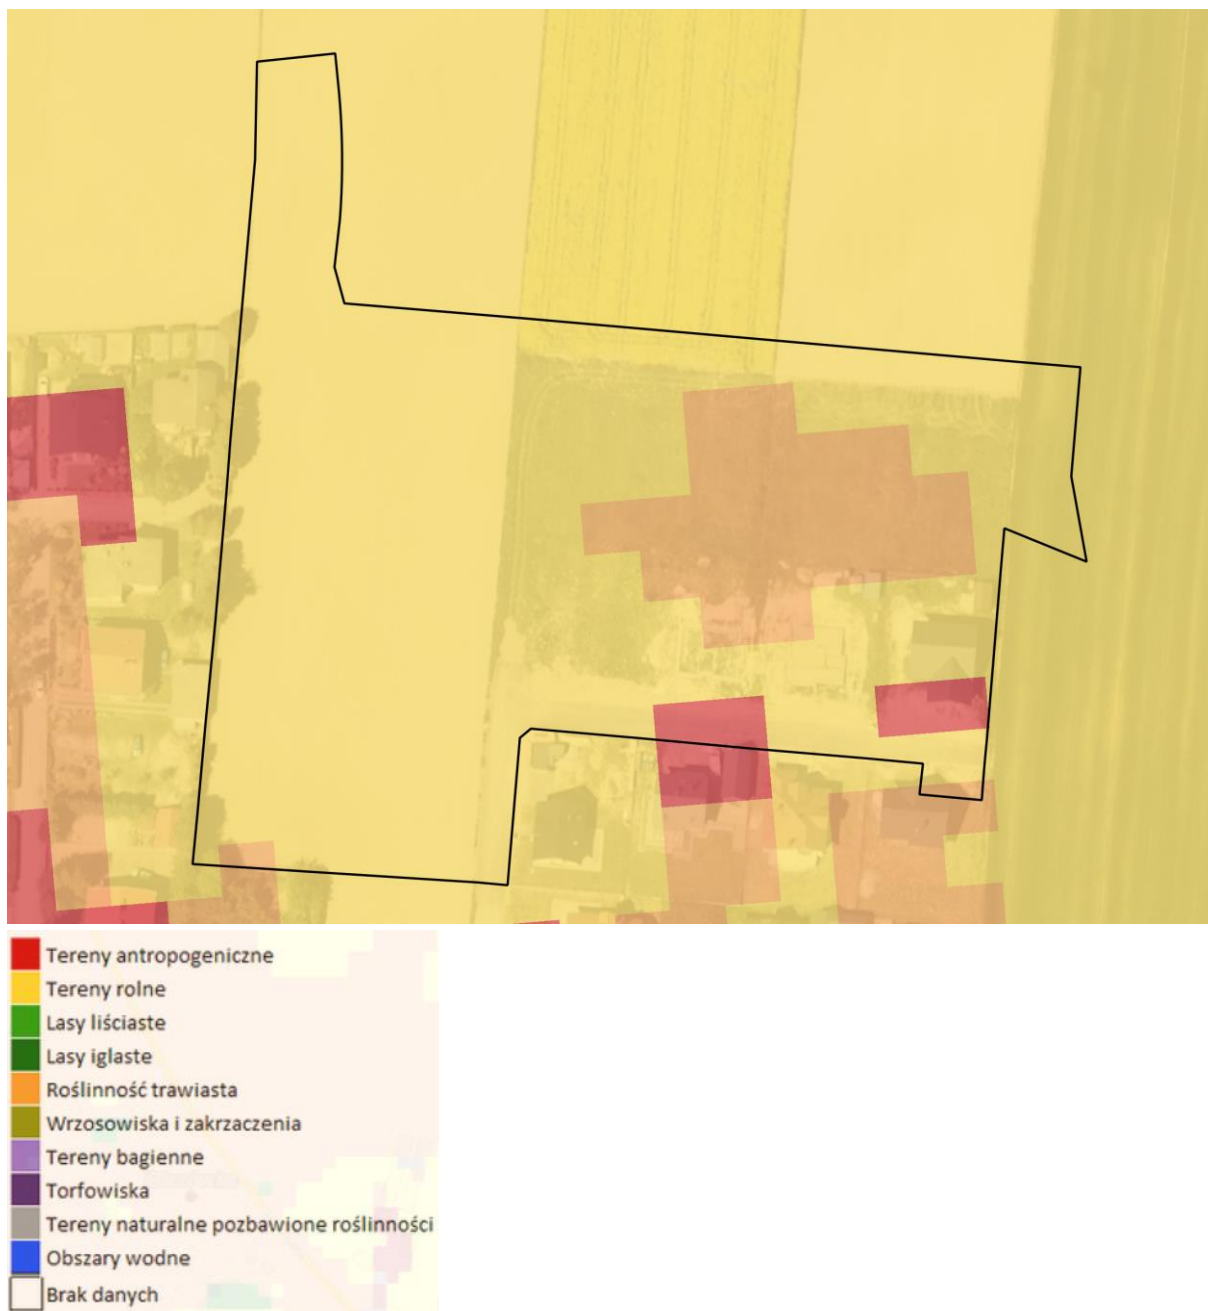 Tereny antropogeniczne
Tereny rolne
Lasy liściaste
Lasy iglaste
Roślinność trawiasta
Wrzosowiska i zakrzaczenia
Tereny bagienne
Torfowiska
Tereny naturalne pozbawione roślinności
Obszary wodne
Brak danych